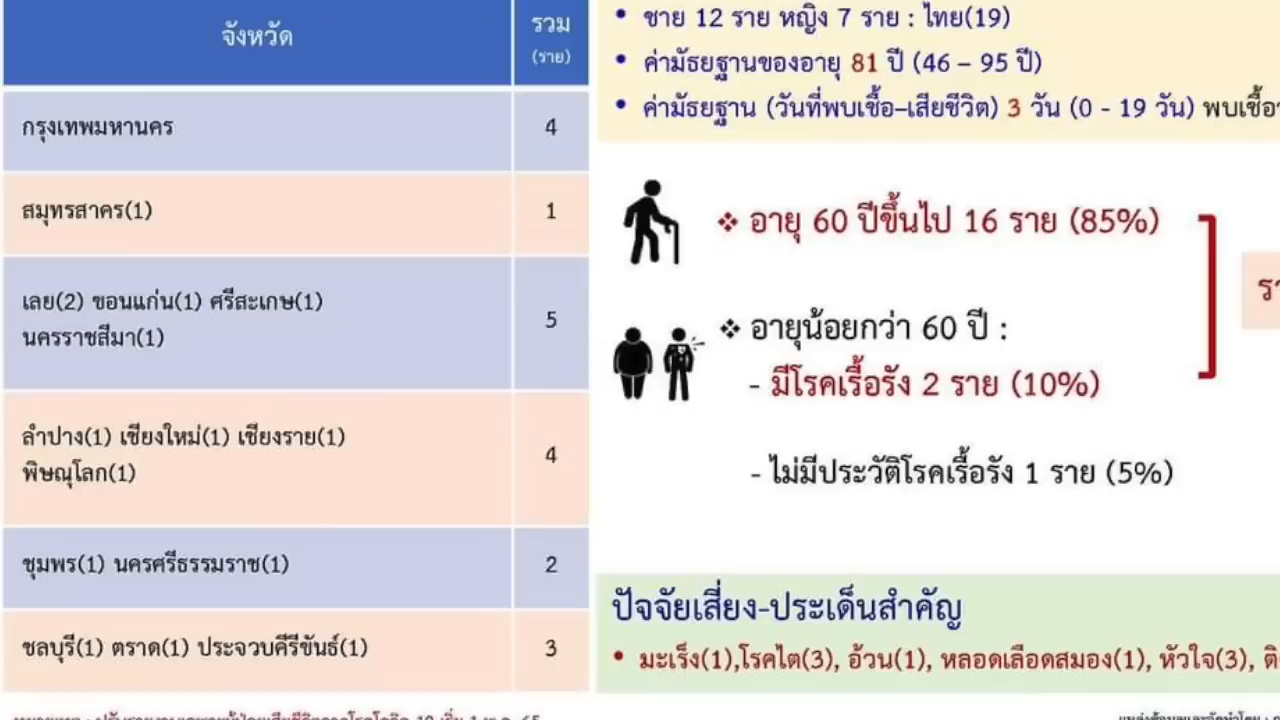 จังหวัด
รวม
(ราย)
กรุงเทพมหานคร
4
สมุทรสาคร(1)
1
เลย(2) ขอนแก่น(1) ศรีสะเกษ(1)
นครราชสีมา(1)
5
ลำปาง(1) เชียงใหม่(1) เชียงราย(1)
พิษณุโลก(1)
4
ชุมพร(1) นครศรีธรรมราช(1)
2
ชลบุรี(1) ตราด(1) ประจวบคีรีขันธ์(1)
3
• ชาย 12 ราย หญิง 7 ราย : ไทย(19)
• ค่ามัธยฐานของอายุ 81 ปี (46 – 95 ปี)
• ค่ามัธยฐาน (วันที่พบเชื้อ–เสียชีวิต) 3 วัน (0 - 19 วัน) พบเชื้อ
❖ อายุ 60 ปีขึ้นไป 16 ราย (85%)
❖ อายุน้อยกว่า 60 ปี :
- มีโรคเรื้อรัง 2 ราย (10%)
- ไม่มีประวัติโรคเรื้อรัง 1 ราย (5%)
ปัจจัยเสี่ยง-ประเด็นสำคัญ
• มะเร็ง(1),โรคไต(3), อ้วน(1), หลอดเลือดสมอง(1), หัวใจ(3),